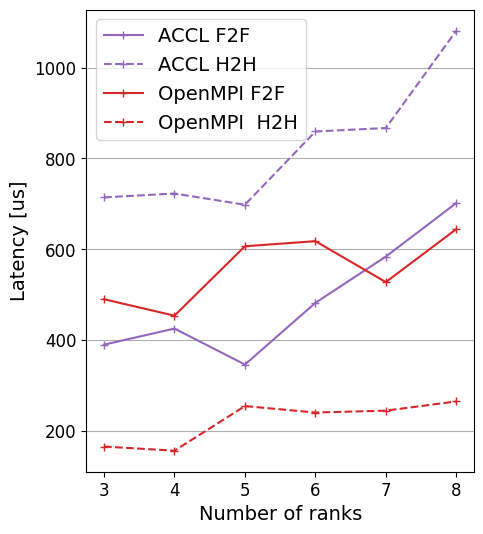 ACCL F2F
ACCL H2H
OpenMPI F2F
OpenMPI  H2H
1000
800
600
400
200
Latency [us]
3 4 5 6 7 8
Number of ranks